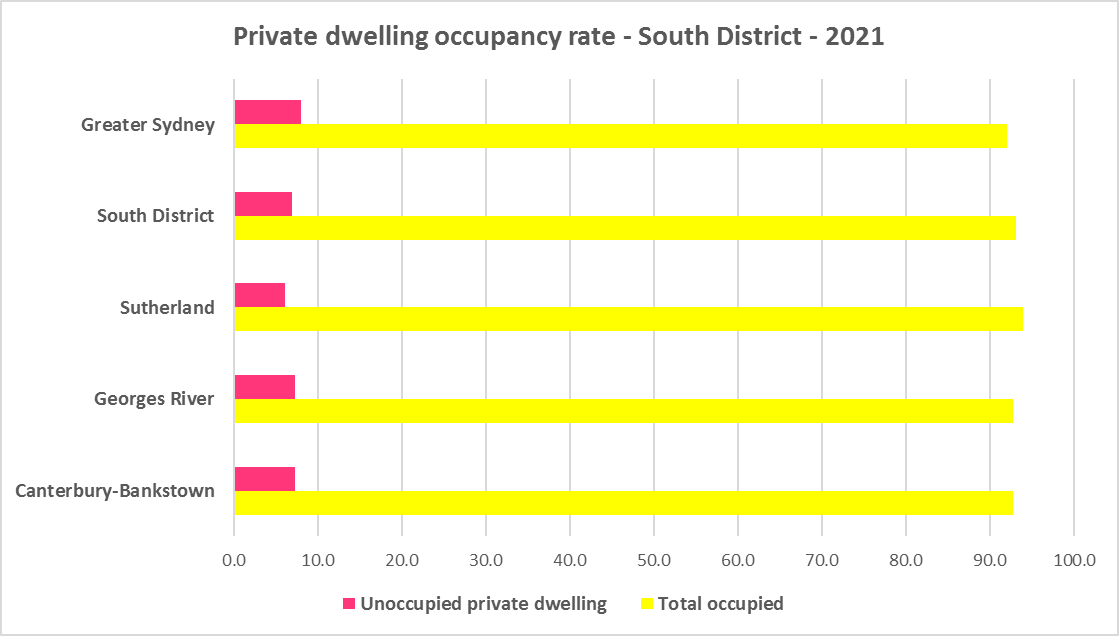 Private dwelling occupancy rate - South District - 2021
Greater Sydney
South District
Sutherland
Georges River
Canterbury-Bankstown
0.0 10.0 20.0 30.0 40.0 50.0 60.0 70.0 80.0 90.0 100.0
Unoccupied private dwelling Total occupied